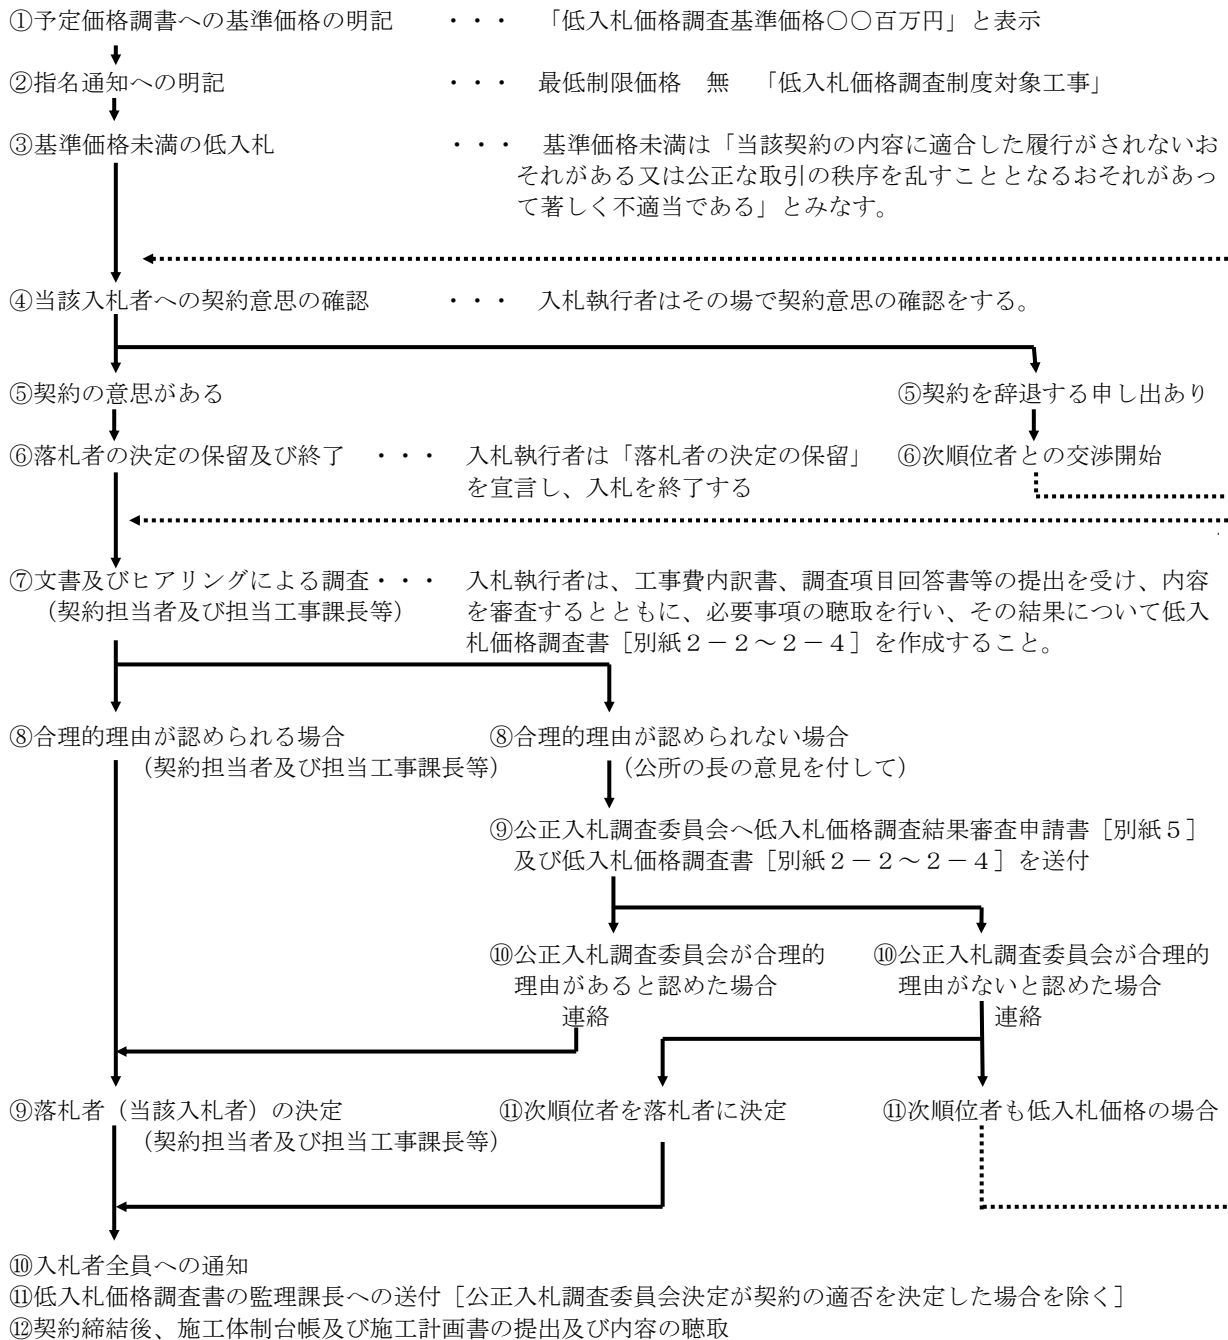 ①予定価格調書への基準価格の明記　・・・　「低入札価格調査基準価格○○百万円」と表示
②指名通知への明記　・・・　最低制限価格　無　「低入札価格調査制度対象工事」
③基準価格未満の低入札　・・・　基準価格未満は「当該契約の内容に適合した履行がされないお
それがある又は公正な取引の秩序を乱すこととなるおそれがあっ
て著しく不適当である」とみなす。
④当該入札者への契約意思の確認　・・・　入札執行者はその場で契約意思の確認をする。
⑤契約の意思がある
⑤契約を辞退する申し出あり
⑥落札者の決定の保留及び終了　・・・　入札執行者は「落札者の決定の保留」
を宣言し、入札を終了する
⑥次順位者との交渉開始
⑦文書及びヒアリングによる調査・・・　入札執行者は、工事費内訳書、調査項目回答書等の提出を受け、内容
（契約担当者及び担当工事課長等）　を審査するとともに、必要事項の聴取を行い、その結果について低入
札価格調査書［別紙２－２～２－４］を作成すること。
⑧合理的理由が認められる場合
（契約担当者及び担当工事課長等）
⑧合理的理由が認められない場合
（公所の長の意見を付して）
⑨公正入札調査委員会へ低入札価格調査結果審査申請書［別紙５］
及び低入札価格調査書［別紙２－２～２－４］を送付
⑩公正入札調査委員会が合理的
理由があると認めた場合
連絡
⑩公正入札調査委員会が合理的
理由がないと認めた場合
連絡
⑨落札者（当該入札者）の決定
（契約担当者及び担当工事課長等）
⑪次順位者を落札者に決定
⑪次順位者も低入札価格の場合
⑩入札者全員への通知
⑪低入札価格調査書の監理課長への送付［公正入札調査委員会決定が契約の適否を決定した場合を除く］
⑫契約締結後、施工体制台帳及び施工計画書の提出及び内容の聴取